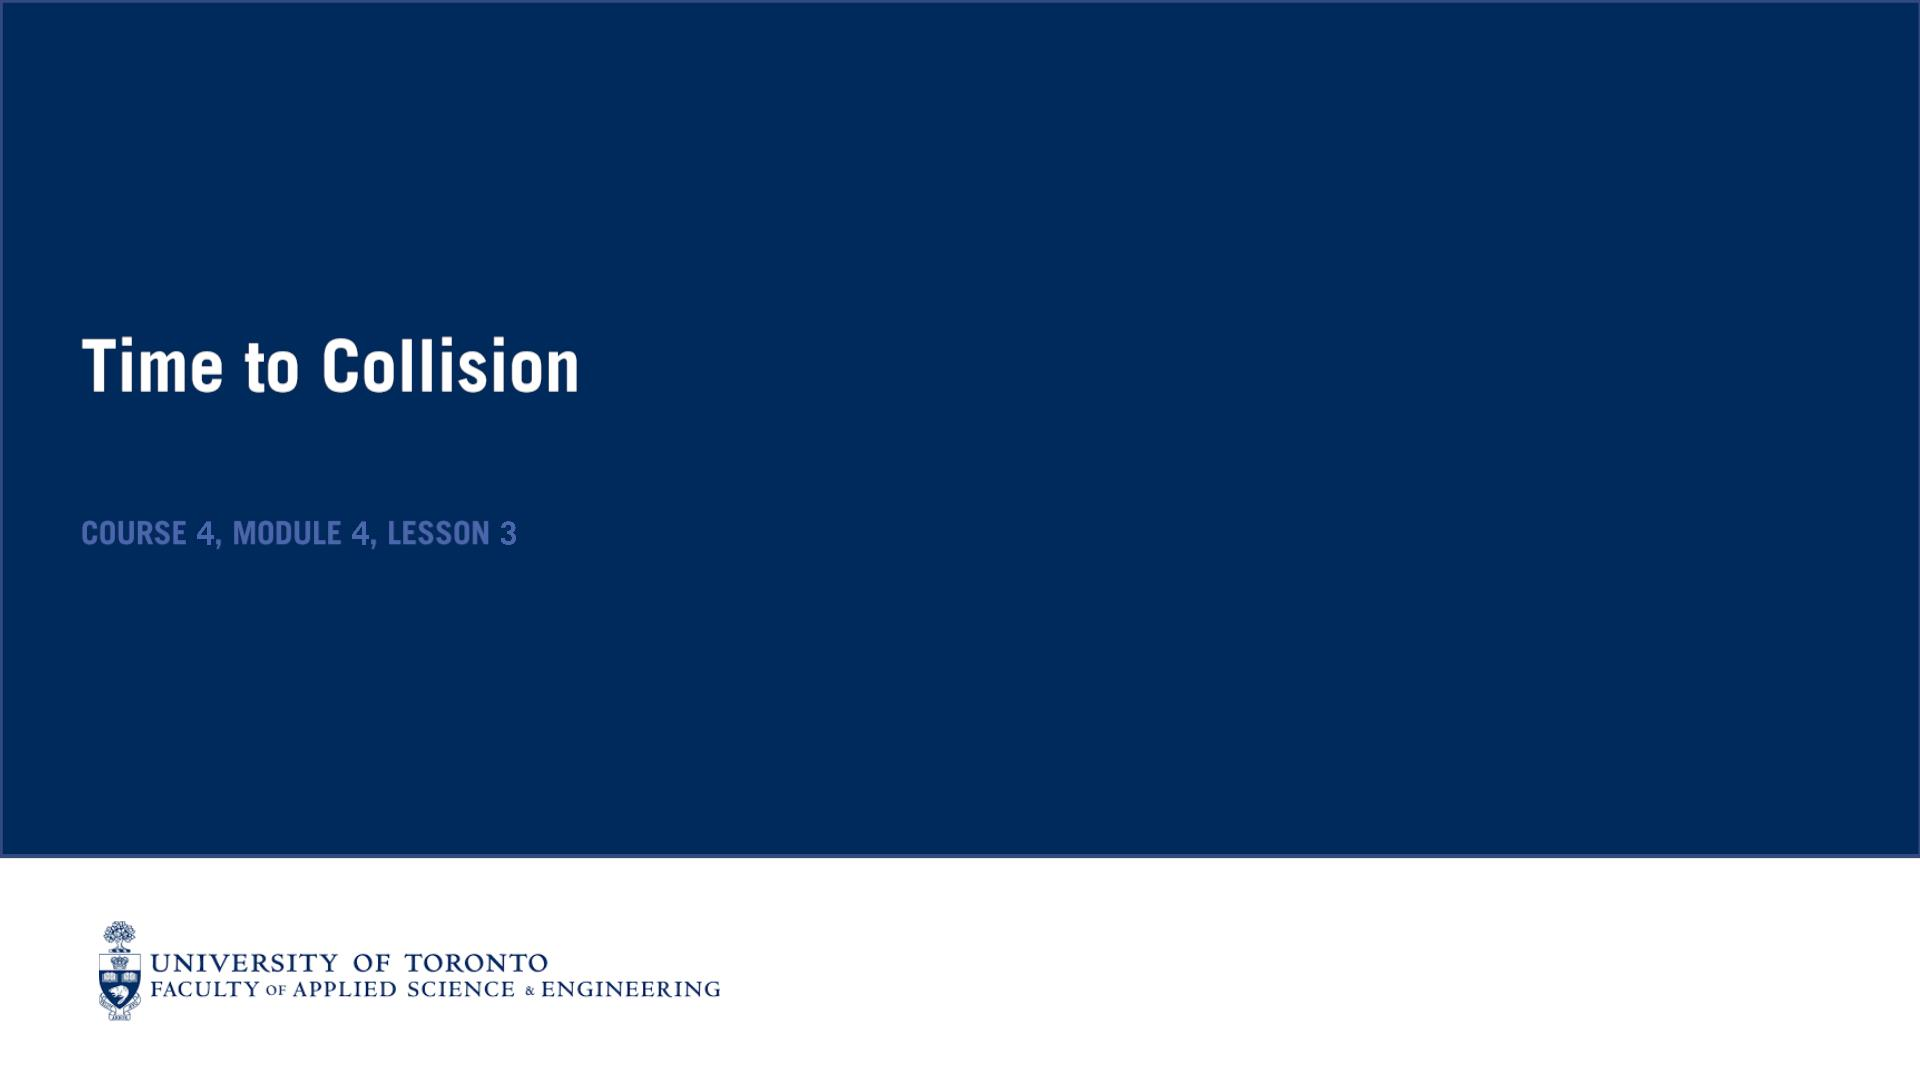 Time to Collision
COURSE 4, MODULE 4, LESSON 3
UNIVERSITY OF TORONTO
FACULTY OF APPLIED SCIENCE & ENGINEERING